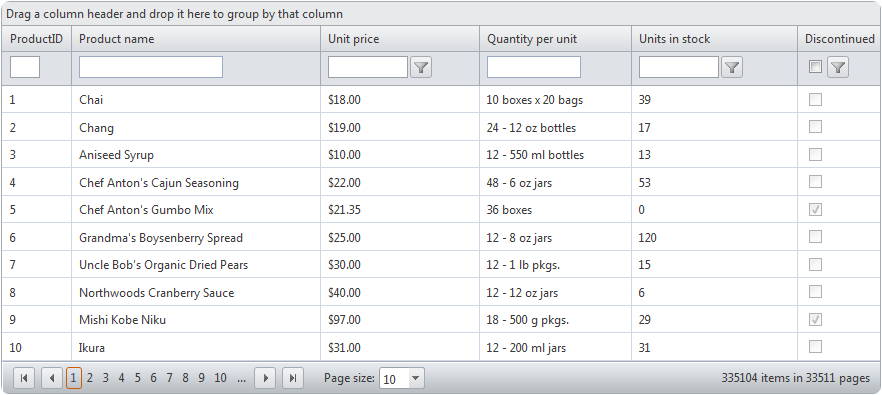 Drag a column header and drop it here to group by that column
ProductID Product name Unit price Quantity per unit Units in stock Discontinued
1 Chai $18.00 10 boxes x 20 bags 39
2 Chang $19.00 24 - 12 oz bottles 17
3 Aniseed Syrup $10.00 12 - 550 ml bottles 13
4 Chef Anton's Cajun Seasoning $22.00 48 - 6 oz jars 53
5 Chef Anton's Gumbo Mix $21.35 36 boxes 0
6 Grandma's Boysenberry Spread $25.00 12 - 8 oz jars 120
7 Uncle Bob's Organic Dried Pears $30.00 12 - 1 lb pkgs. 15
8 Northwoods Cranberry Sauce $40.00 12 - 12 oz jars 6
9 Mishi Kobe Niku $97.00 18 - 500 g pkgs. 29
10 Ikura $31.00 12 - 200 ml jars 31
1 2 3 4 5 6 7 8 9 10 ... Page size: 10 335104 items in 33511 pages